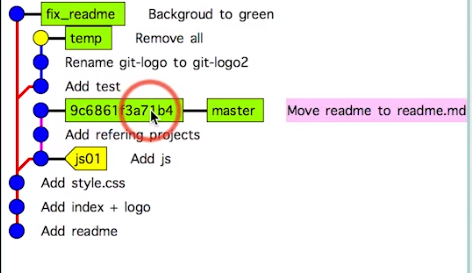 fix_readme Backgroud to green
temp Remove all
Rename git-logo to git-logo2
Add test
9c6861f3a71b4 master Move readme to readme.md
Add refering projects
js01 Add js
Add style.css
Add index + logo
Add readme